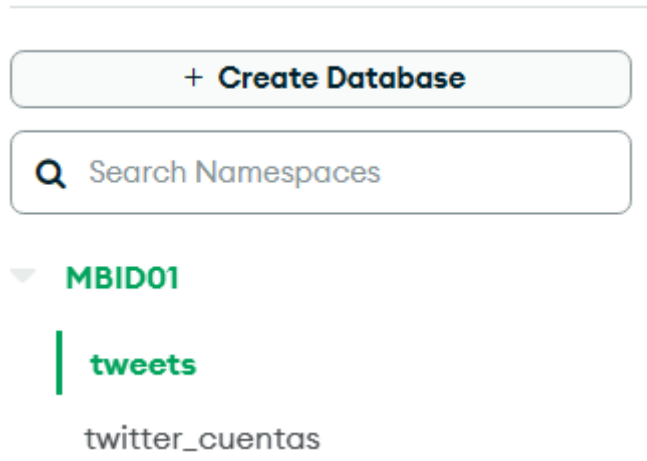 + Create Database
Search Namespaces
MBID01
tweets
twitter_cuentas